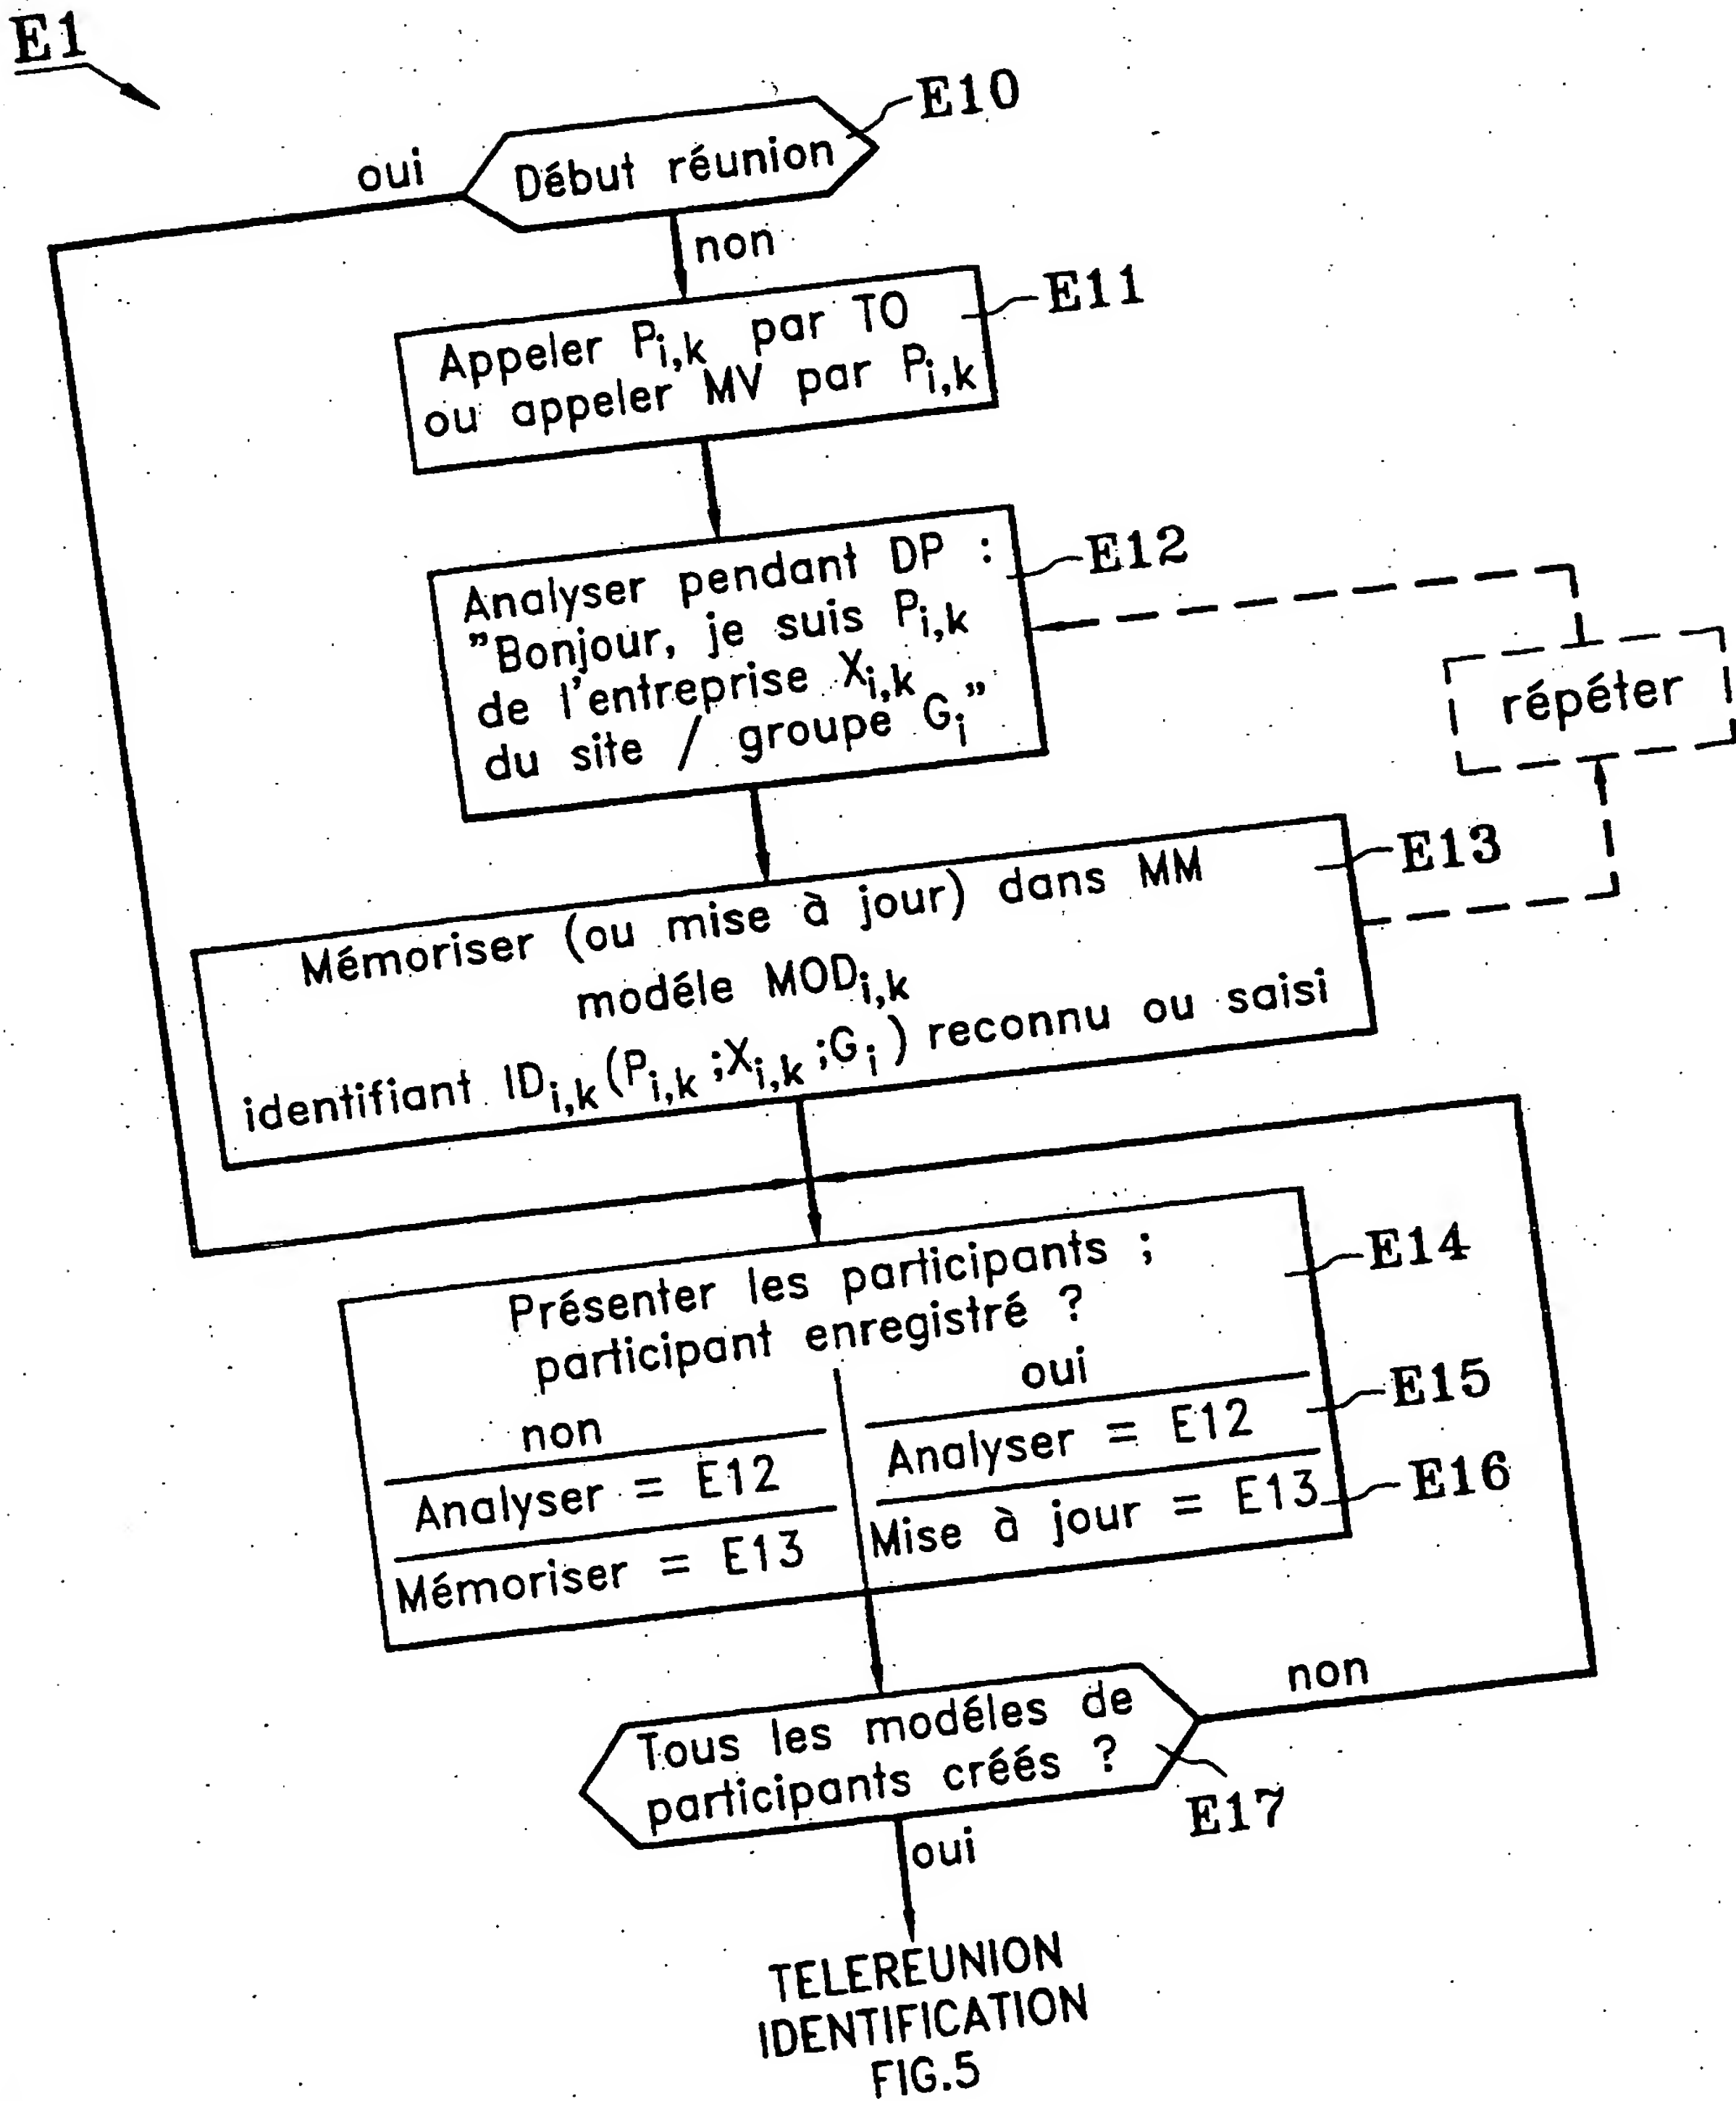 E1
E10
oui
Début réunion
non
E11
Appeler Pi,k par TO
ou appeler MV par Pi,k
E12
Analyser pendant DP :
"Bonjour, je suis Pi,k
de l'entreprise Xi,k
du site / groupe Gi"
répéter
E13
Mémoriser (ou mise à jour) dans MM
modéle MODi,k
identifiant IDi,k(Pi,k ;Xi,k ;Gi ) reconnu ou saisi
E14
Présenter les participants ;
participant enregistré ?
non
oui
E15
Analyser = E12
Analyser = E12
E16
Mémoriser = E13
Mise à jour = E13
non
Tous les modéles de
participants créés ?
E17
oui
TELEREUNION
IDENTIFICATION
FIG.5